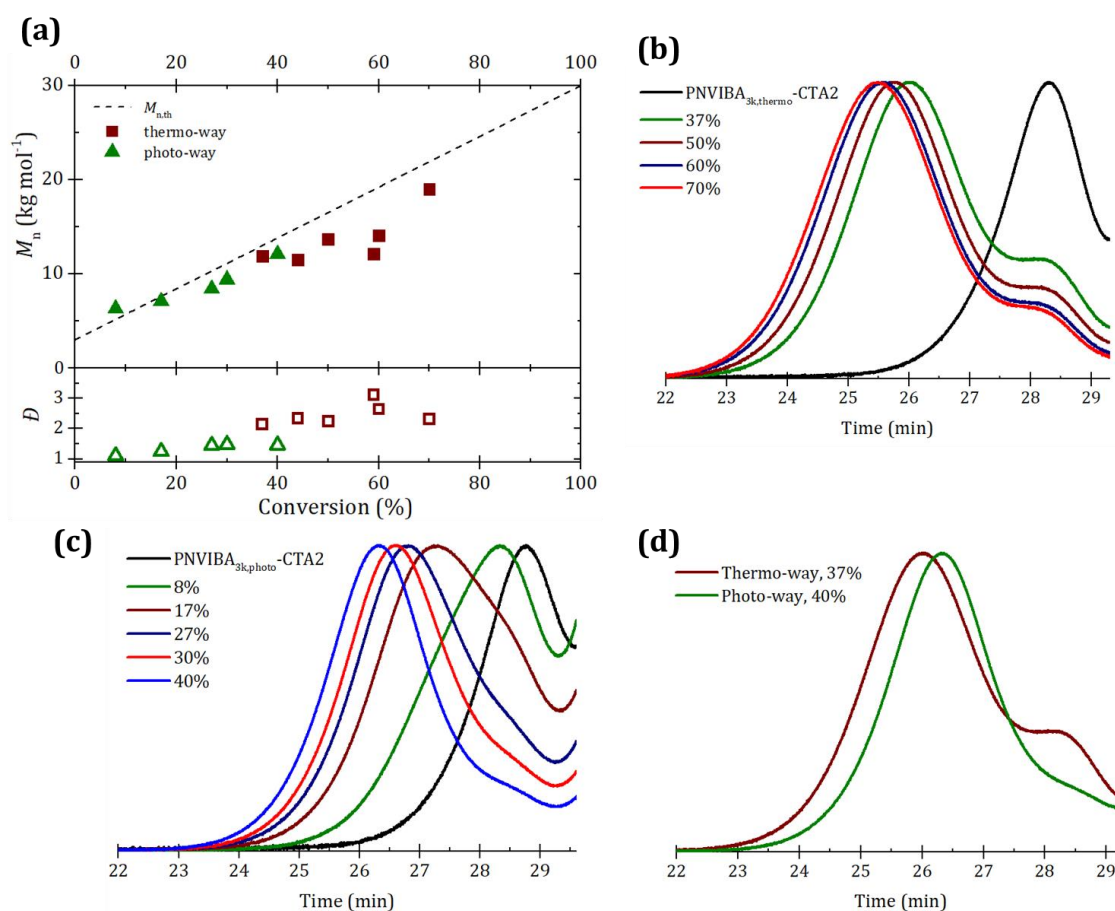 (a)
0 20 40 60 80 100
30
20
10
0
Mn (kg mol⁻¹)
Mn,th
thermo-way
photo-way
3
2
1
Đ
0 20 40 60 80 100
Conversion (%)
(b)
PNVIBA3k,thermo-CTA2
37%
50%
60%
70%
22 23 24 25 26 27 28 29
Time (min)
(c)
PNVIBA3k,photo-CTA2
8%
17%
27%
30%
40%
22 23 24 25 26 27 28 29
Time (min)
(d)
Thermo-way, 37%
Photo-way, 40%
22 23 24 25 26 27 28 29
Time (min)